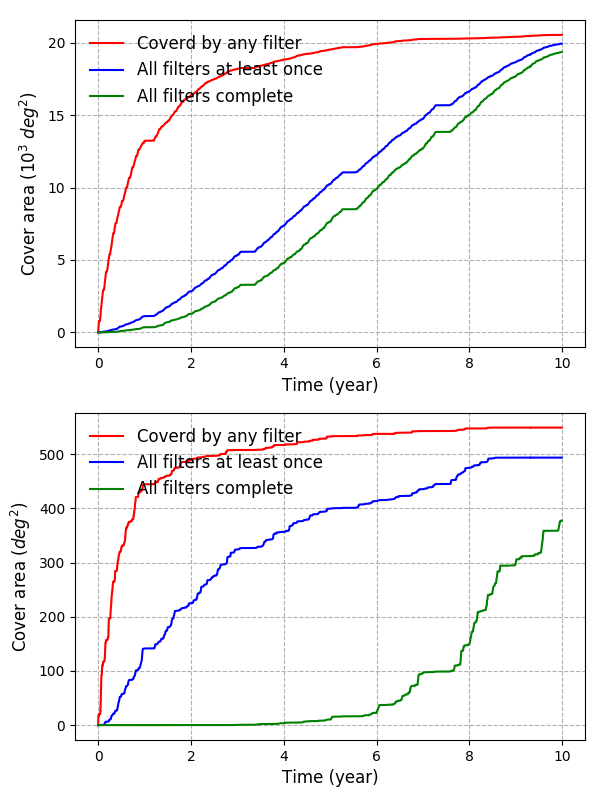 Coverd by any filter
All filters at least once
All filters complete
20
15
10
5
0
Cover area (10³ deg²)
0 2 4 6 8 10
Time (year)
Coverd by any filter
All filters at least once
All filters complete
500
400
300
200
100
0
Cover area (deg²)
0 2 4 6 8 10
Time (year)